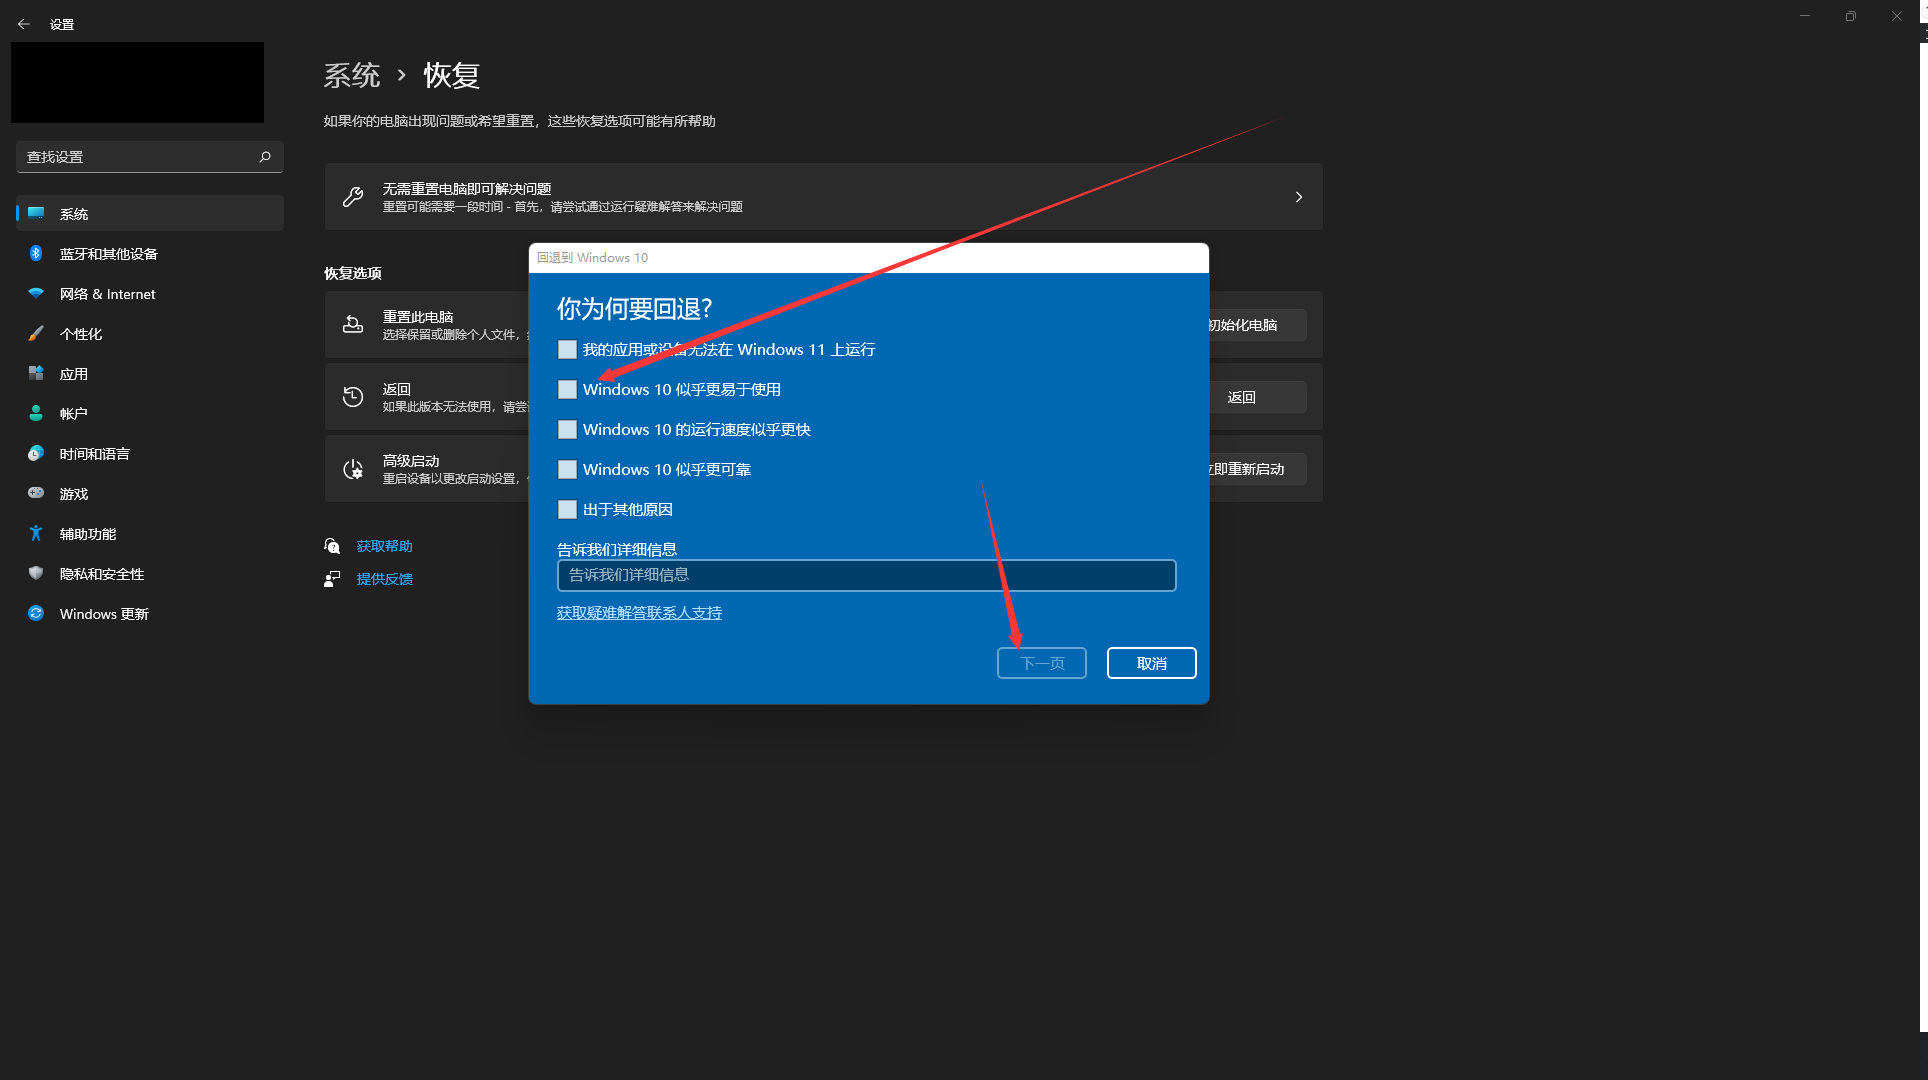 设置
系统 › 恢复
如果你的电脑出现问题或希望重置，这些恢复选项可能有所帮助
查找设置
系统
蓝牙和其他设备
网络 & Internet
个性化
应用
帐户
时间和语言
游戏
辅助功能
隐私和安全性
Windows 更新
无需重置电脑即可解决问题
重置可能需要一段时间 - 首先，请尝试通过运行疑难解答来解决问题
恢复选项
重置此电脑
选择保留或删除个人文件，
初始化电脑
返回
如果此版本无法使用，请尝
返回
高级启动
重启设备以更改启动设置，
立即重新启动
获取帮助
提供反馈
回退到 Windows 10
你为何要回退?
我的应用或设备无法在 Windows 11 上运行
Windows 10 似乎更易于使用
Windows 10 的运行速度似乎更快
Windows 10 似乎更可靠
出于其他原因
告诉我们详细信息
告诉我们详细信息
获取疑难解答联系人支持
下一页
取消